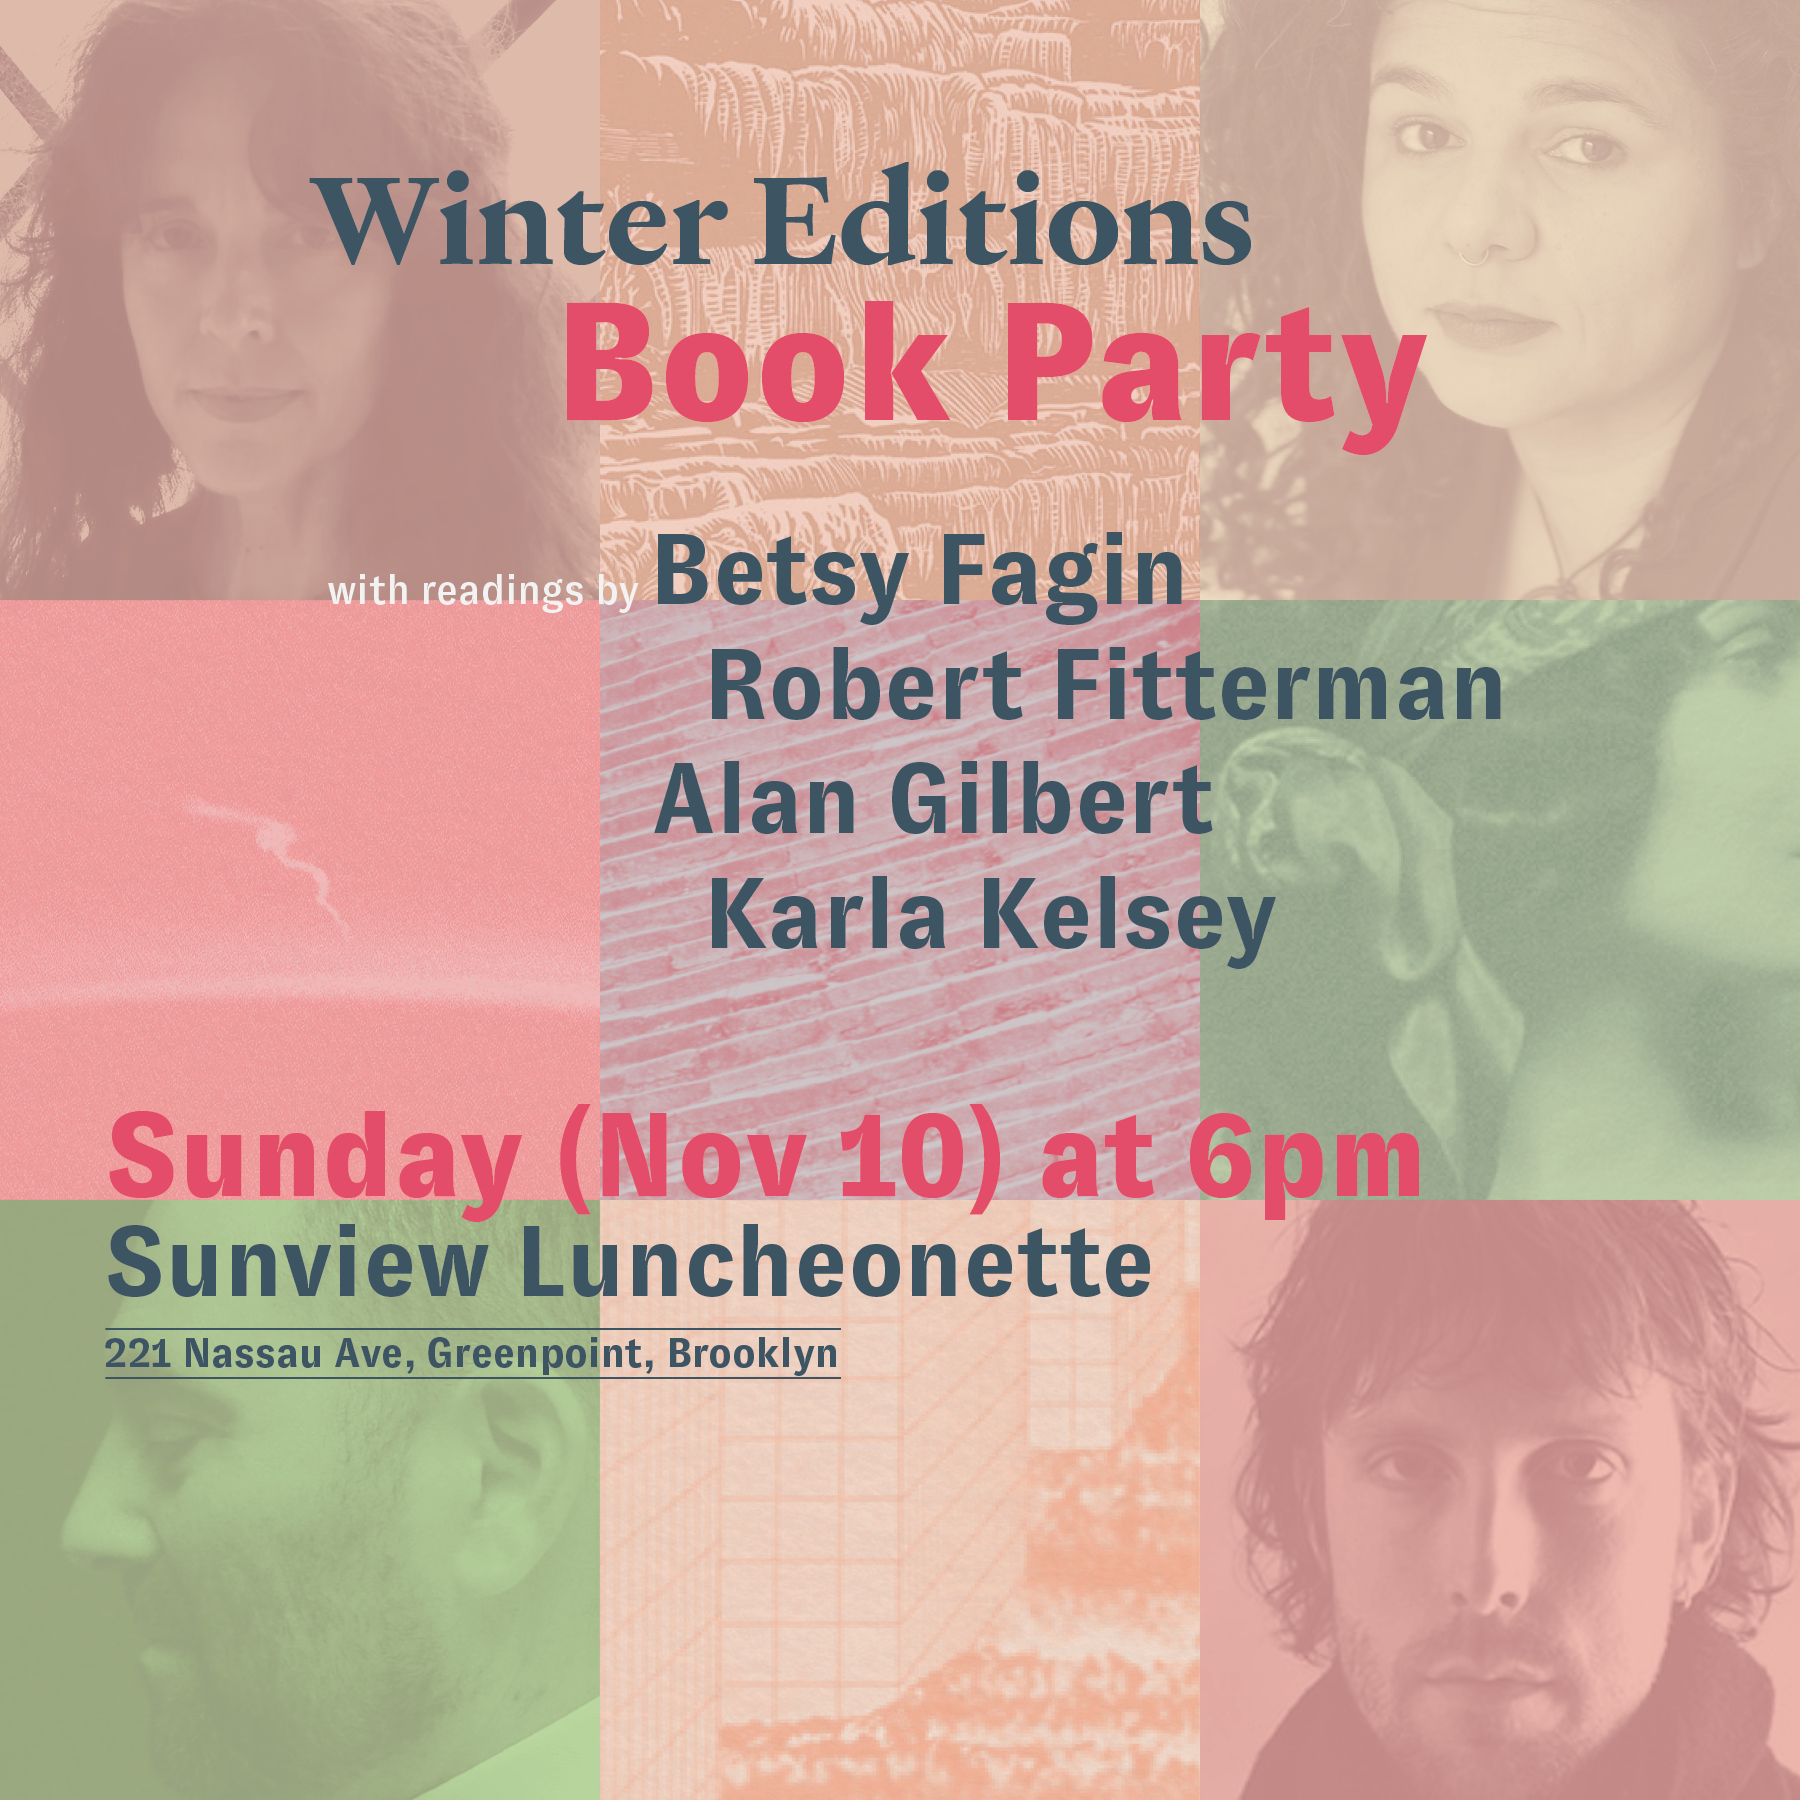 Winter Editions
Book Party
with readings by Betsy Fagin
Robert Fitterman
Alan Gilbert
Karla Kelsey
Sunday (Nov 10) at 6pm
Sunview Luncheonette
221 Nassau Ave, Greenpoint, Brooklyn